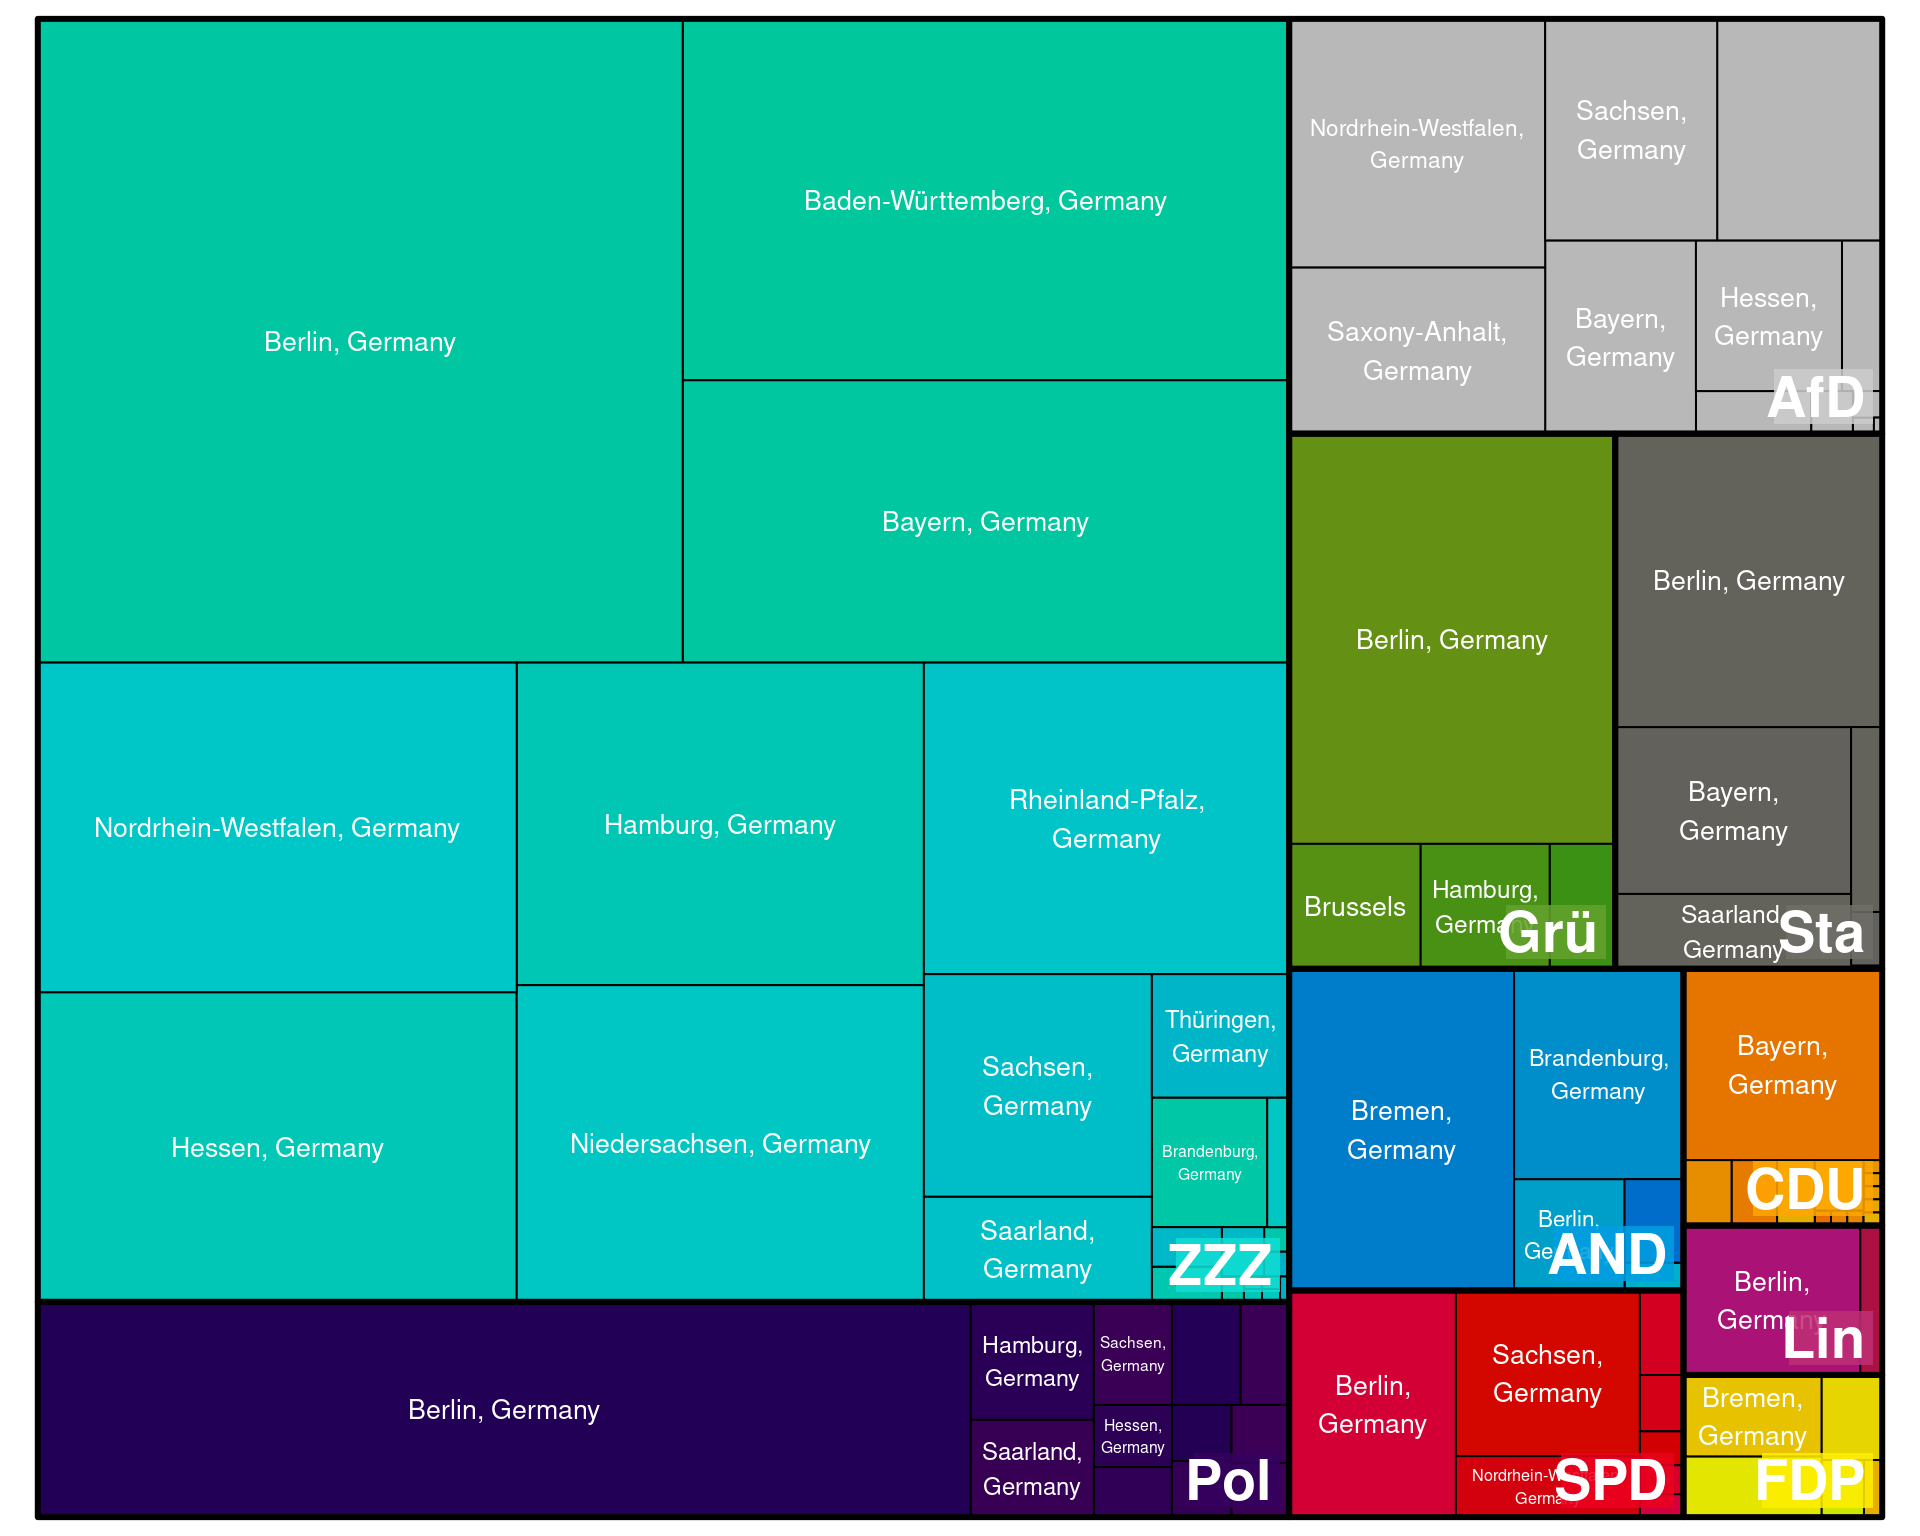 Berlin, Germany
Baden-Württemberg, Germany
Bayern, Germany
Nordrhein-Westfalen, Germany
Hamburg, Germany
Rheinland-Pfalz,
Germany
Hessen, Germany
Niedersachsen, Germany
Sachsen,
Germany
Thüringen,
Germany
Brandenburg,
Germany
Saarland,
Germany
ZZZ
Berlin, Germany
Hamburg,
Germany
Saarland,
Germany
Sachsen,
Germany
Hessen,
Germany
Pol
Nordrhein-Westfalen,
Germany
Sachsen,
Germany
Saxony-Anhalt,
Germany
Bayern,
Germany
Hessen,
Germany
AfD
Berlin, Germany
Brussels
Hamburg,
Germany
Grü
Berlin, Germany
Bayern,
Germany
Saarland
Germany
Sta
Bremen,
Germany
Brandenburg,
Germany
Berlin,
AND
Bayern,
Germany
CDU
Berlin,
Germany
Lin
Berlin,
Germany
Sachsen,
Germany
SPD
Bremen,
Germany
FDP